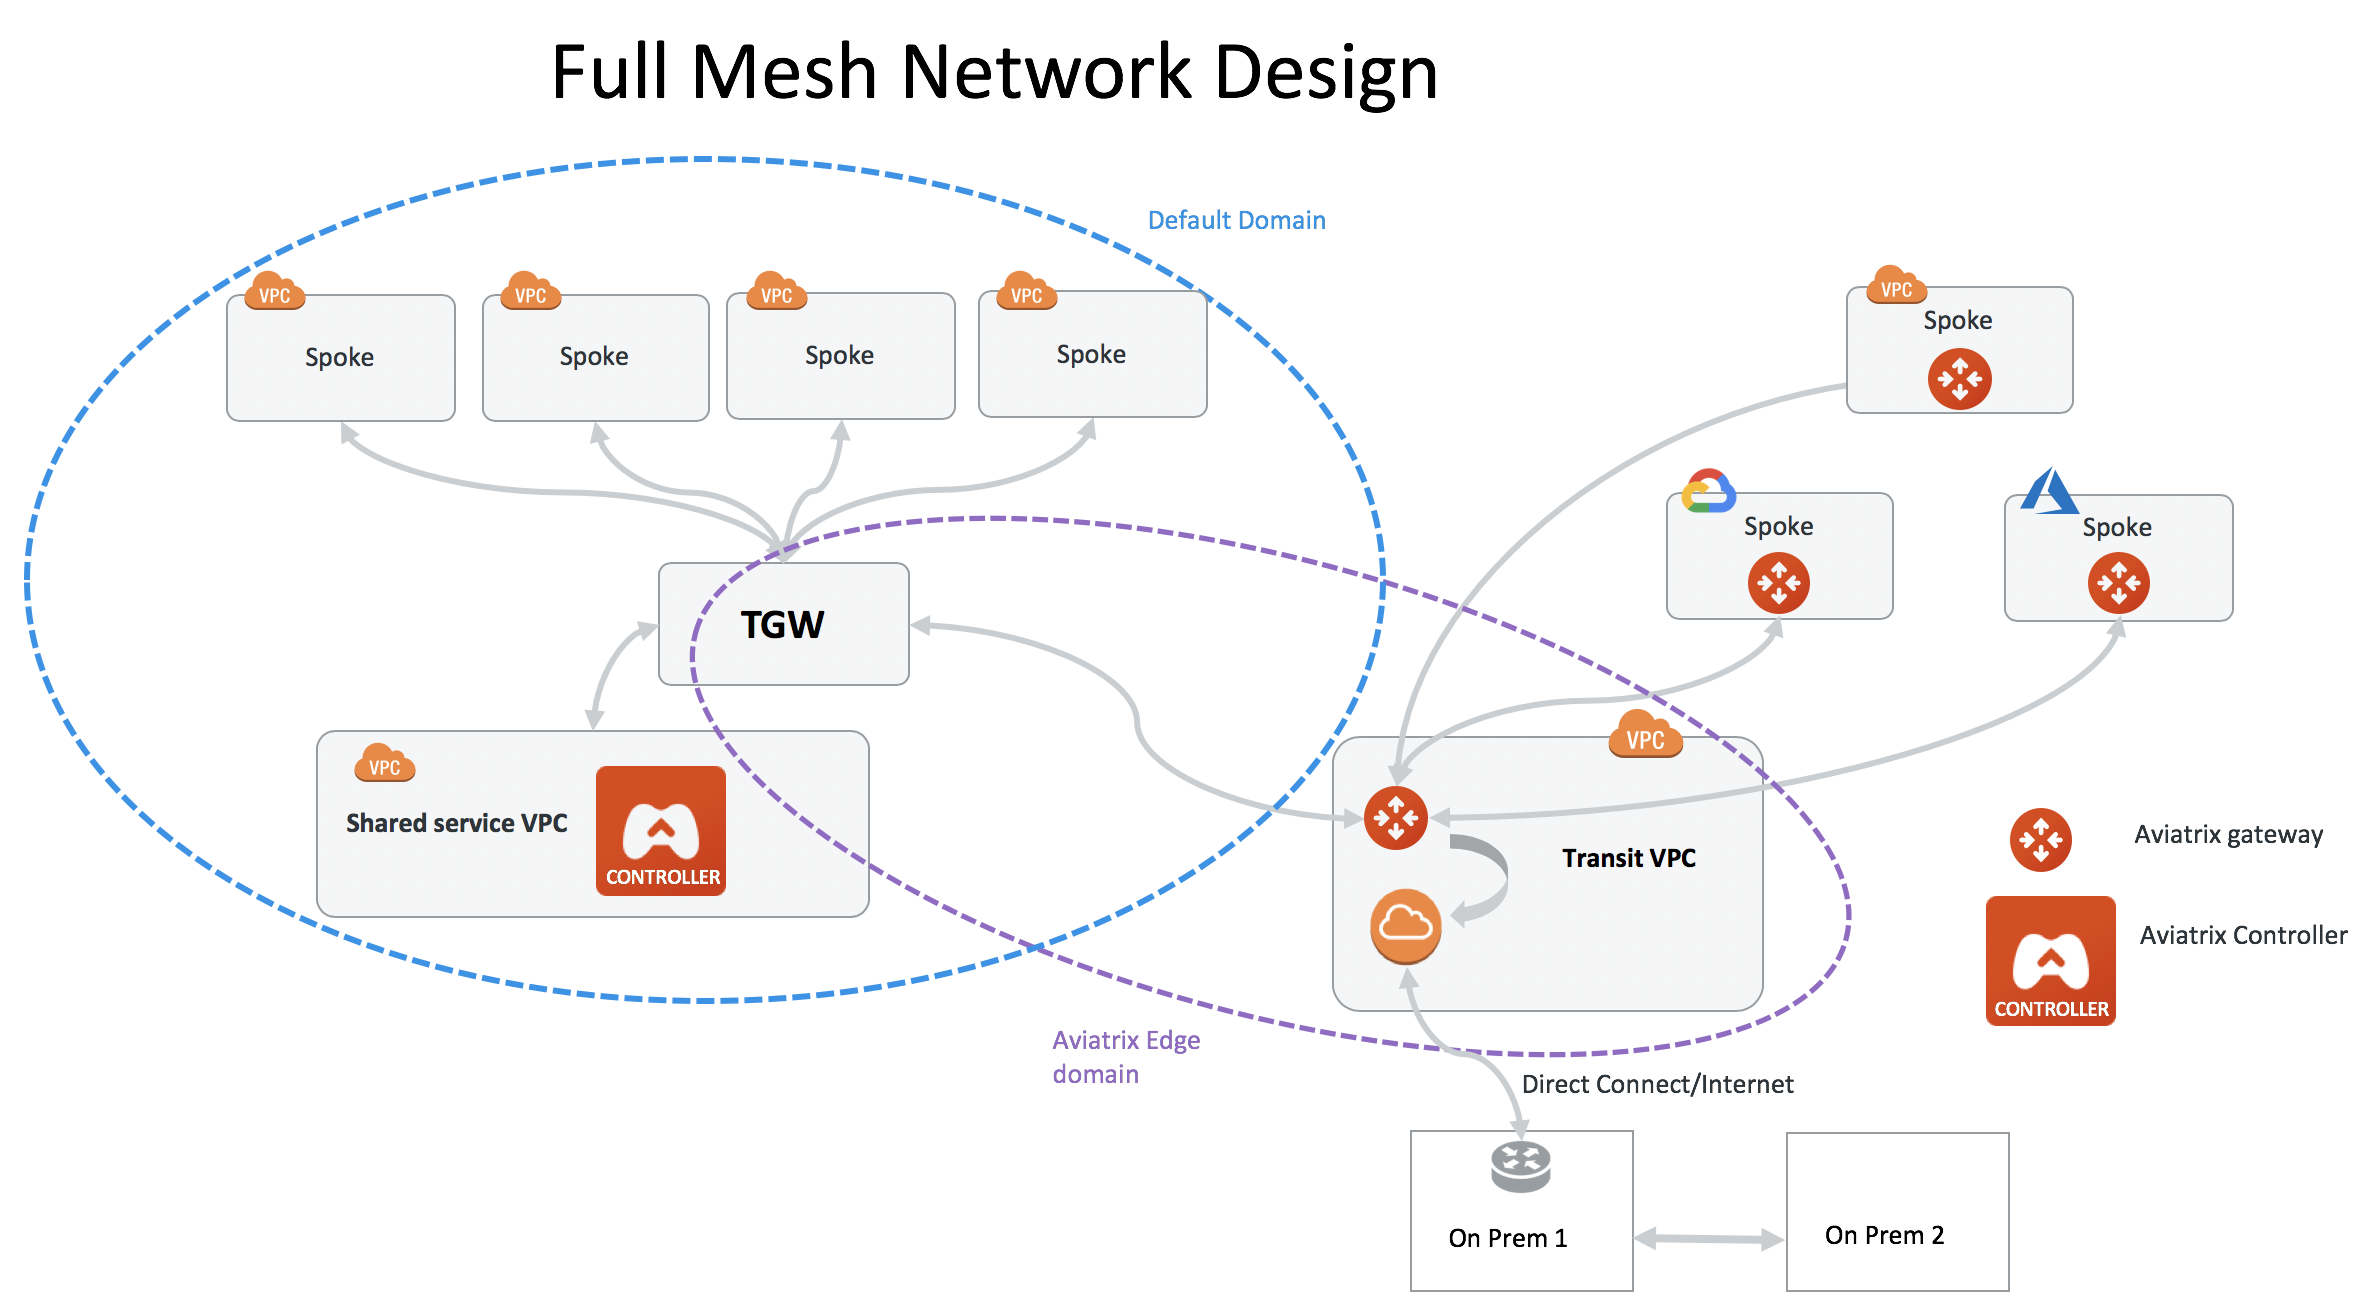 Full Mesh Network Design
Default Domain
VPC
VPC
VPC
VPC
VPC
Spoke
Spoke
Spoke
Spoke
Spoke
Spoke
Spoke
TGW
VPC
VPC
Shared service VPC
CONTROLLER
Transit VPC
Aviatrix gateway
Aviatrix Controller
CONTROLLER
Aviatrix Edge
domain
Direct Connect/Internet
On Prem 1
On Prem 2